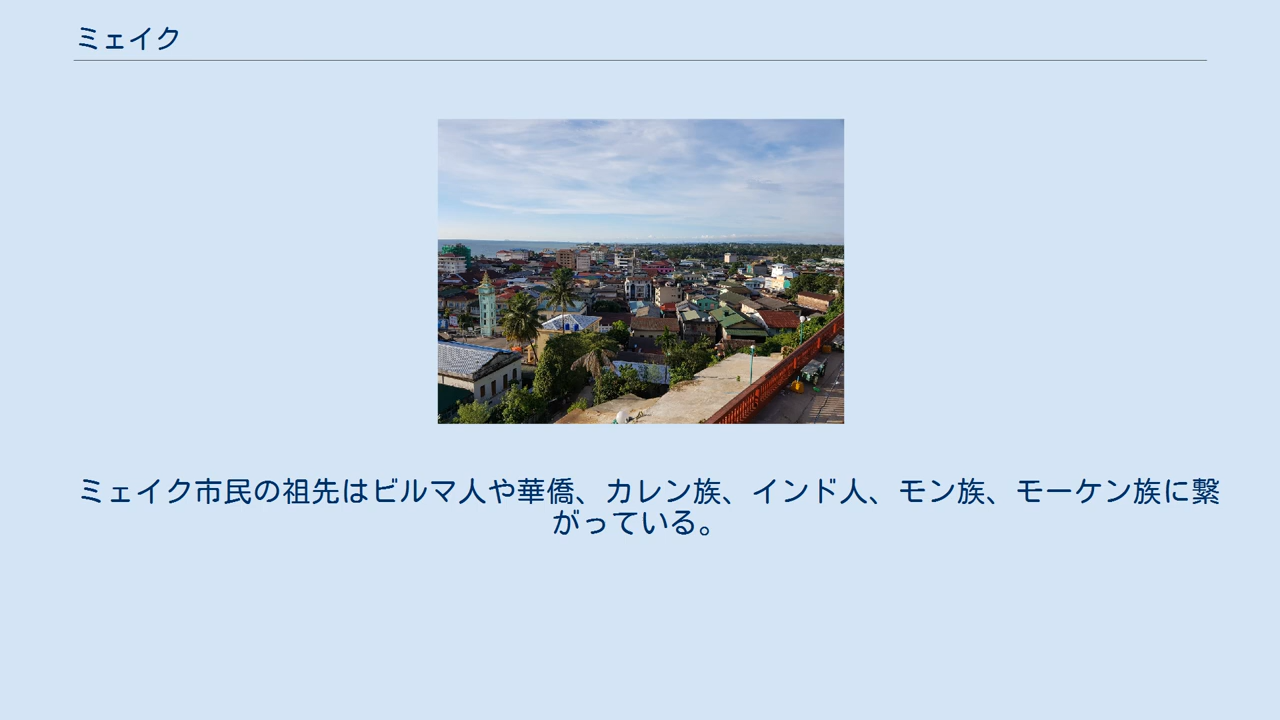 ミェイク
ミェイク市民の祖先はビルマ人や華僑、カレン族、インド人、モン族、モーケン族に繋
がっている。